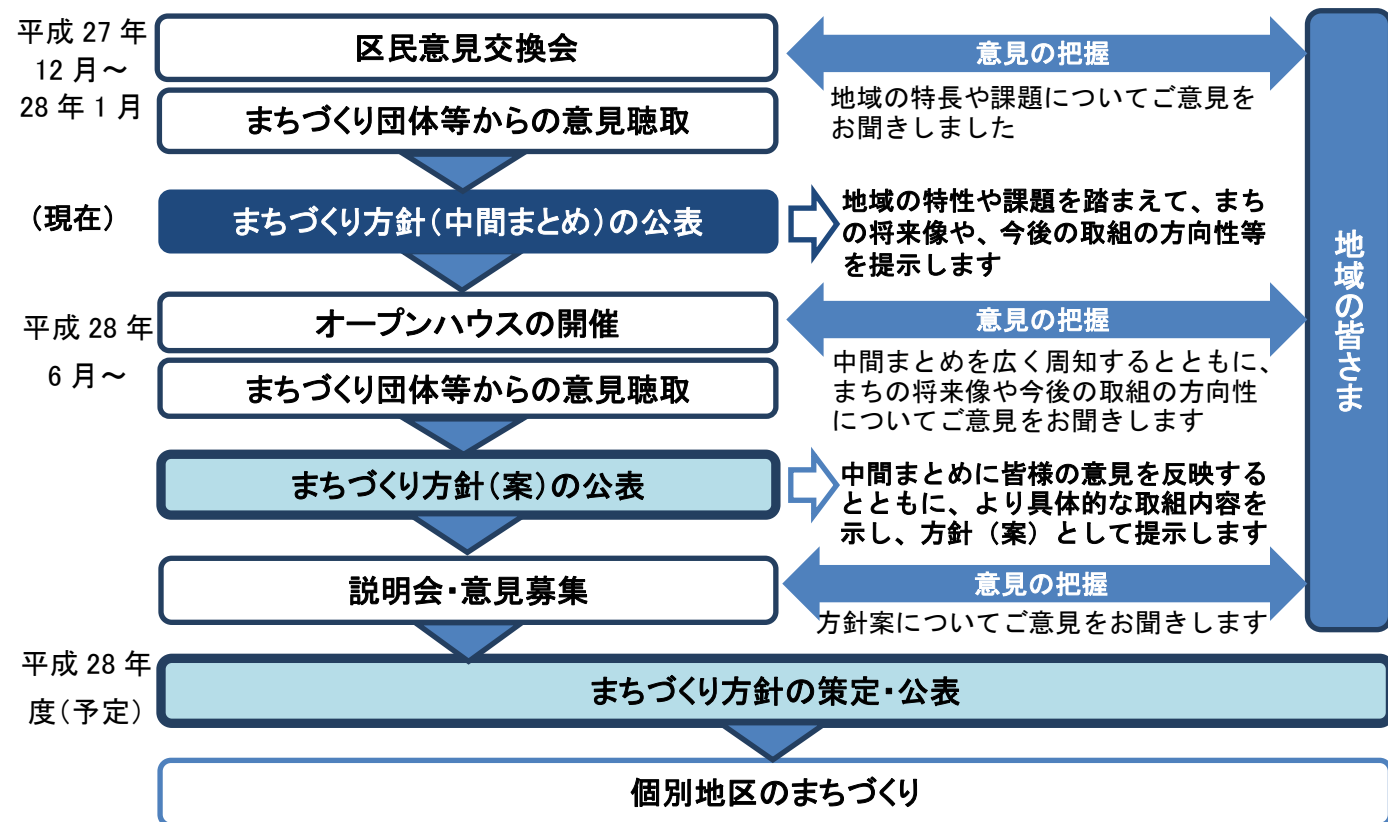 平成 27 年
12 月～
28 年 1 月
区民意見交換会
意見の把握
地域の特長や課題についてご意見を
お聞きしました
まちづくり団体等からの意見聴取
（現在）
まちづくり方針（中間まとめ）の公表
地域の特性や課題を踏まえて、まち
の将来像や、今後の取組の方向性等
を提示します
平成 28 年
6 月～
オープンハウスの開催
意見の把握
中間まとめを広く周知するとともに、
まちの将来像や今後の取組の方向性
についてご意見をお聞きします
まちづくり団体等からの意見聴取
まちづくり方針（案）の公表
中間まとめに皆様の意見を反映する
とともに、より具体的な取組内容を
示し、方針（案）として提示します
説明会・意見募集
意見の把握
方針案についてご意見をお聞きします
地域の皆さま
平成 28 年
度（予定）
まちづくり方針の策定・公表
個別地区のまちづくり